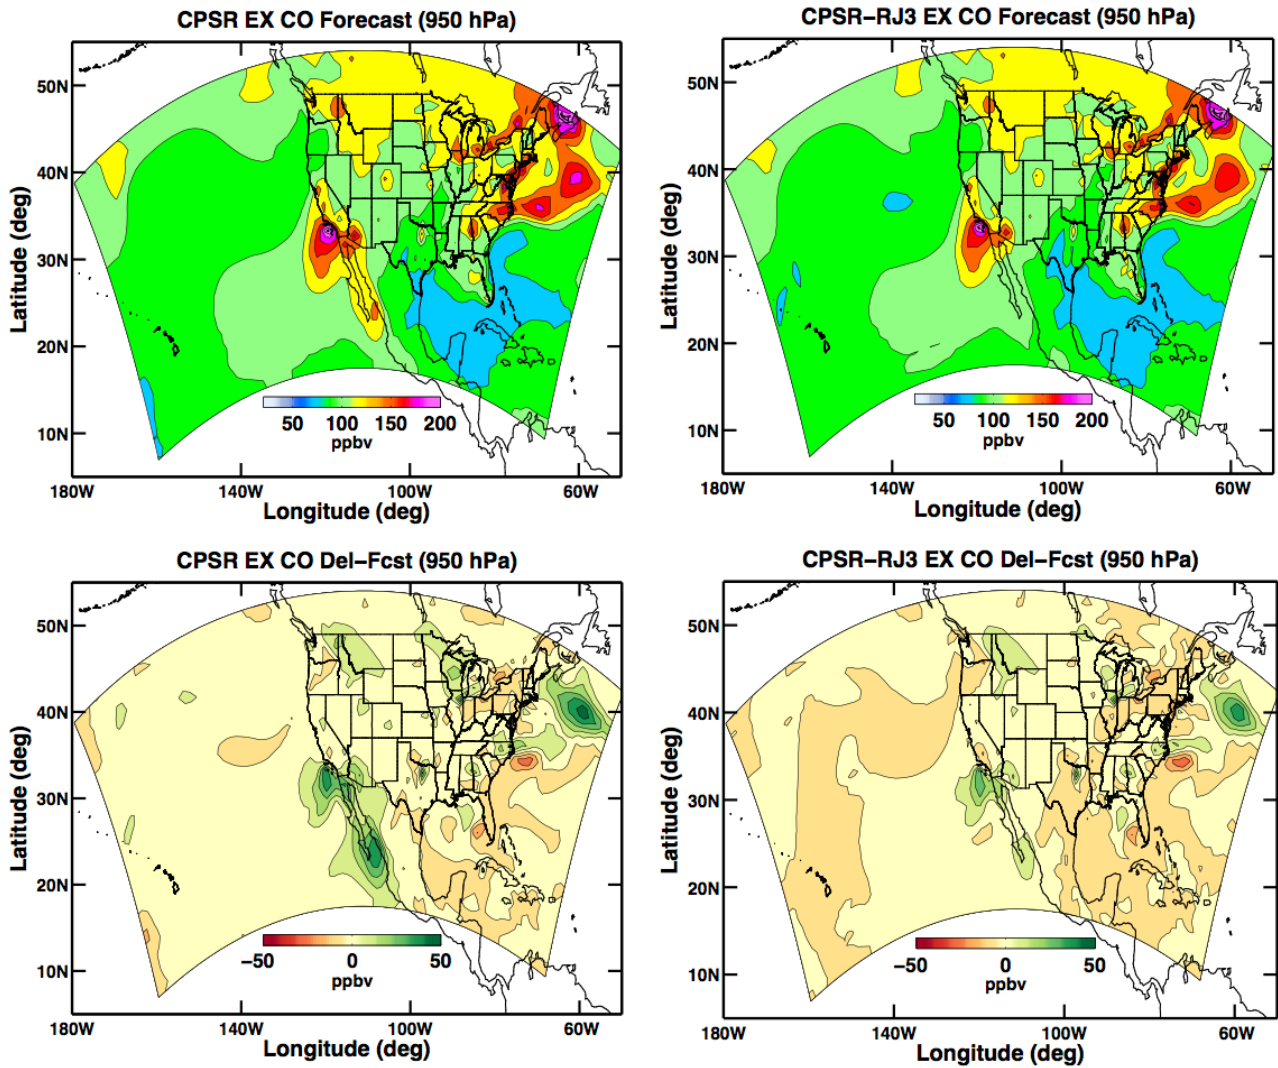 CPSR EX CO Forecast (950 hPa)
Latitude (deg)
50N
40N
30N
20N
10N
50 100 150 200
ppbv
180W 140W 100W 60W
Longitude (deg)
CPSR−RJ3 EX CO Forecast (950 hPa)
Latitude (deg)
50N
40N
30N
20N
10N
50 100 150 200
ppbv
180W 140W 100W 60W
Longitude (deg)
CPSR EX CO Del−Fcst (950 hPa)
Latitude (deg)
50N
40N
30N
20N
10N
−50 0 50
ppbv
180W 140W 100W 60W
Longitude (deg)
CPSR−RJ3 EX CO Del−Fcst (950 hPa)
Latitude (deg)
50N
40N
30N
20N
10N
−50 0 50
ppbv
180W 140W 100W 60W
Longitude (deg)